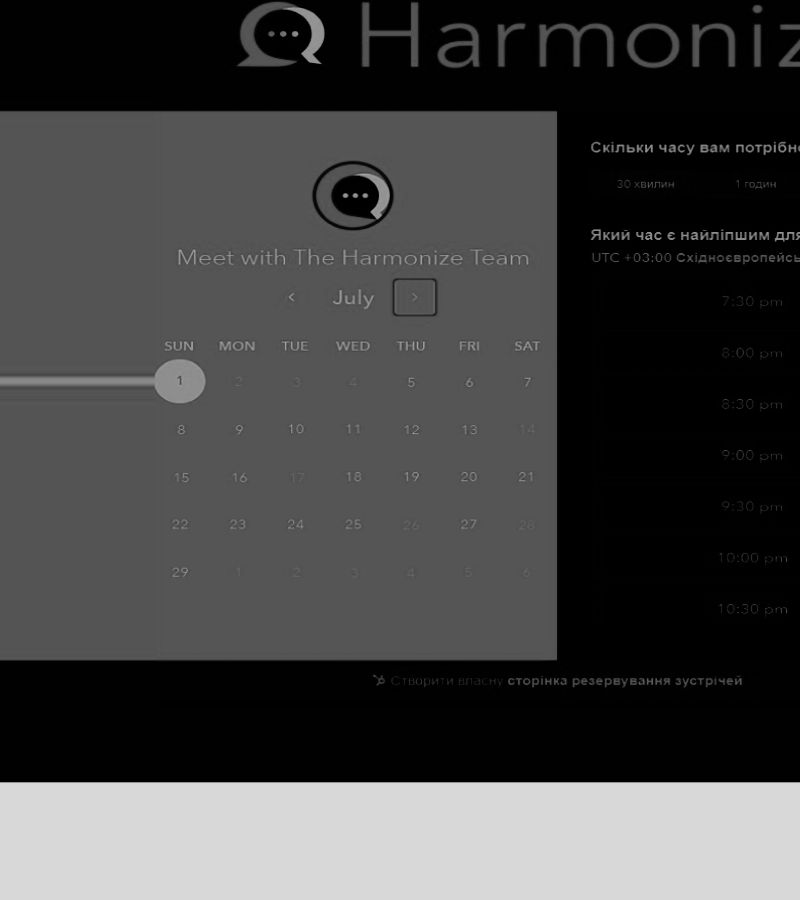 Harmoniz
Meet with The Harmonize Team
July
SUN MON TUE WED THU FRI SAT
1 2 3 4 5 6 7
8 9 10 11 12 13 14
15 16 17 18 19 20 21
22 23 24 25 26 27 28
29 1 2 3 4 5 6
Скільки часу вам потрібно
30 хвилин 1 годин
Який час є найліпшим для
UTC +03:00 Східноєвропейсь
7:30 pm
8:00 pm
8:30 pm
9:00 pm
9:30 pm
10:00 pm
10:30 pm
Створити власну сторінка резервування зустрічей